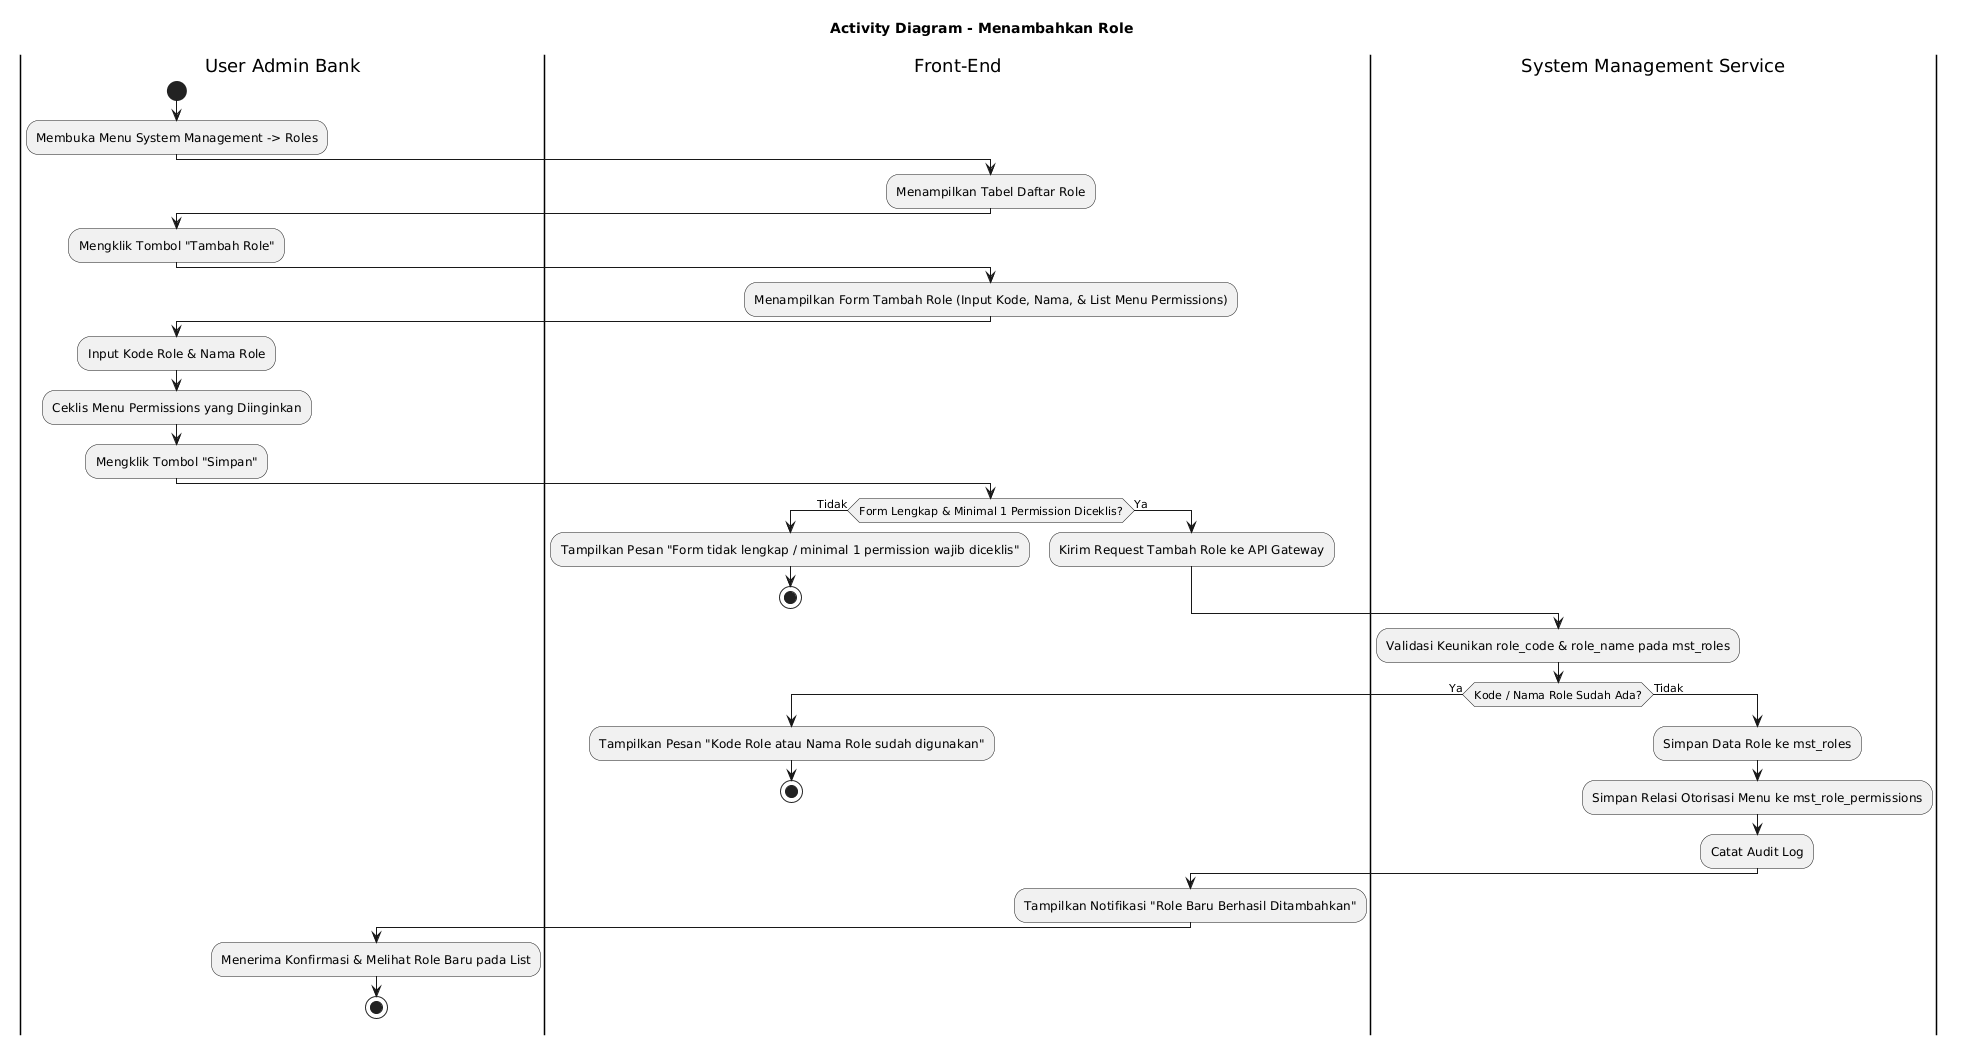 Activity Diagram - Menambahkan Role
User Admin Bank
Front-End
System Management Service
Membuka Menu System Management -> Roles
Menampilkan Tabel Daftar Role
Mengklik Tombol "Tambah Role"
Menampilkan Form Tambah Role (Input Kode, Nama, & List Menu Permissions)
Input Kode Role & Nama Role
Ceklis Menu Permissions yang Diinginkan
Mengklik Tombol "Simpan"
Tidak
Form Lengkap & Minimal 1 Permission Diceklis?
Ya
Tampilkan Pesan "Form tidak lengkap / minimal 1 permission wajib diceklis"
Kirim Request Tambah Role ke API Gateway
Validasi Keunikan role_code & role_name pada mst_roles
Ya
Kode / Nama Role Sudah Ada?
Tidak
Tampilkan Pesan "Kode Role atau Nama Role sudah digunakan"
Simpan Data Role ke mst_roles
Simpan Relasi Otorisasi Menu ke mst_role_permissions
Catat Audit Log
Tampilkan Notifikasi "Role Baru Berhasil Ditambahkan"
Menerima Konfirmasi & Melihat Role Baru pada List